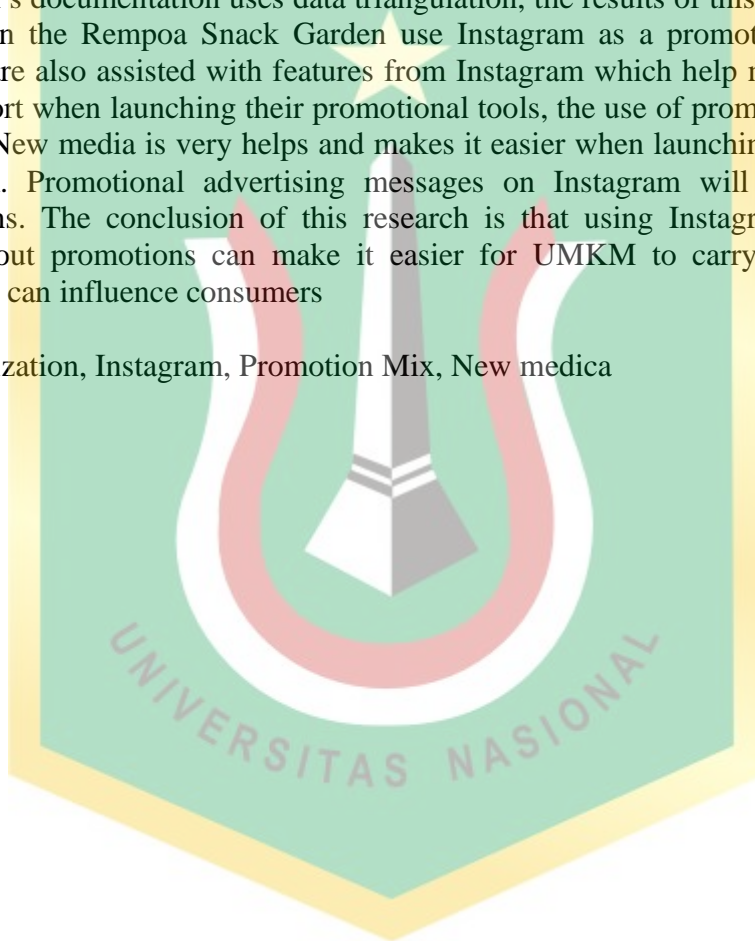 's documentation uses data triangulation, the results of this
n the Rempoa Snack Garden use Instagram as a promot
re also assisted with features from Instagram which help
rt when launching their promotional tools, the use of prom
New media is very helps and makes it easier when launchin
. Promotional advertising messages on Instagram will
ns. The conclusion of this research is that using Instagr
out promotions can make it easier for UMKM to carry
can influence consumers
zation, Instagram, Promotion Mix, New medica
UNIVERSITAS NASIONAL